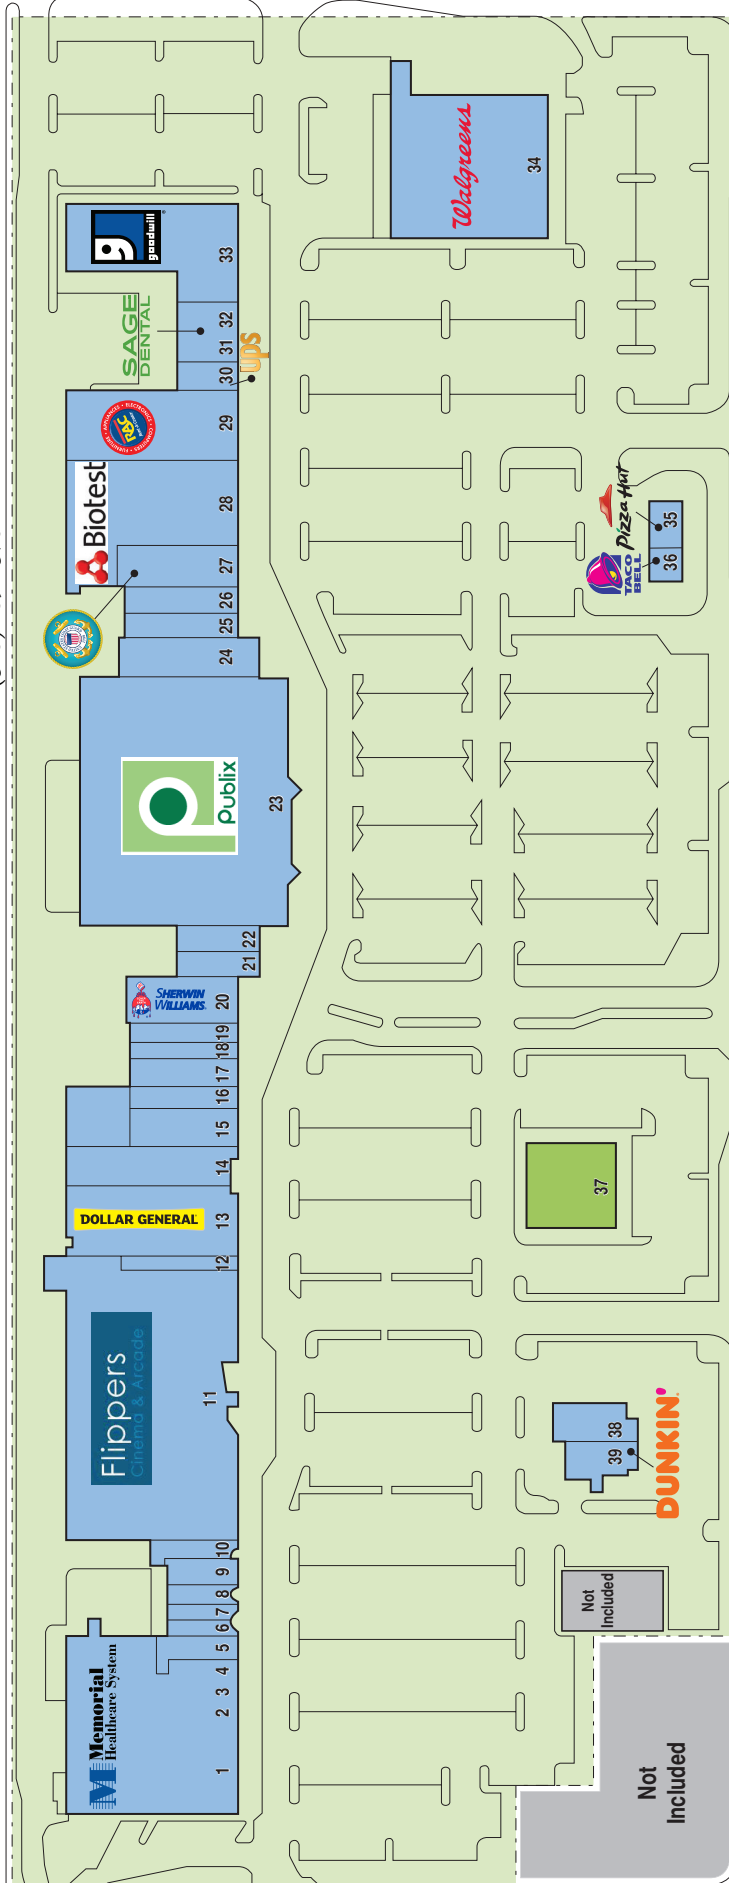 Walgreens
34
goodwill
33
SAGE
DENTAL
32
31
ups
30
RAC
29
Biotest
28
27
26
25
24
Pizza Hut
35
TACO
BELL
36
Publix
23
22
21
SHERWIN
WILLIAMS
20
19
18
17
16
15
14
37
DOLLAR GENERAL
13
12
Flippers
Cinema & Arcade
11
38
39
DUNKIN'
10
9
8
7
6
5
4
3
2
1
Memorial
Healthcare System
Not
Included
Not
Included